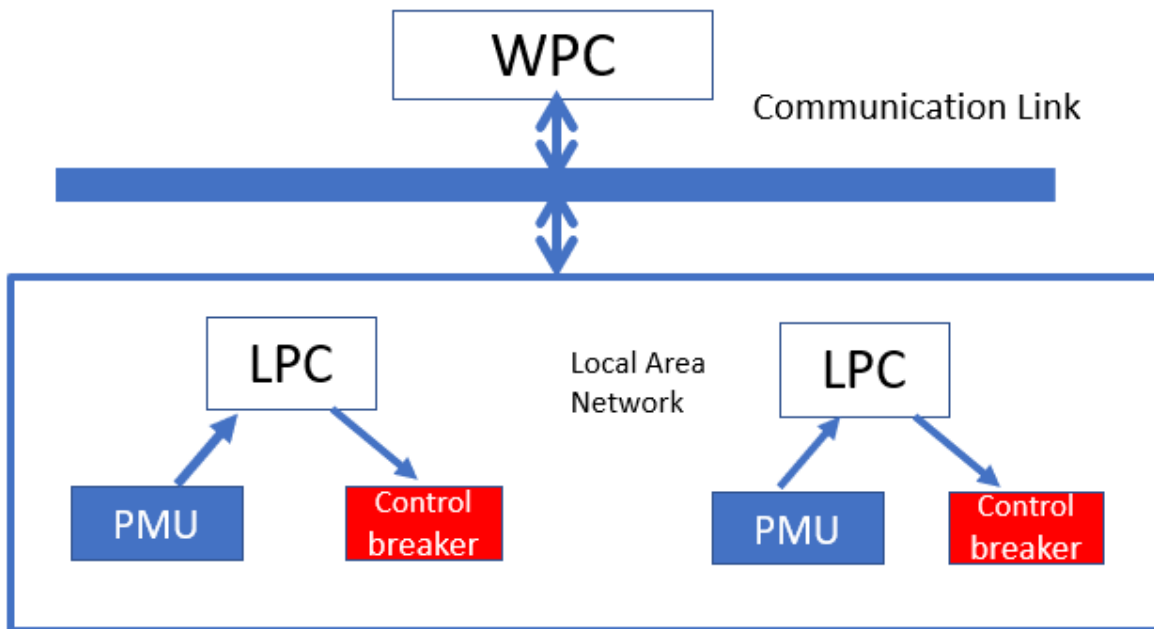 WPC
Communication Link
LPC
Local Area
Network
LPC
PMU
Control
breaker
PMU
Control
breaker